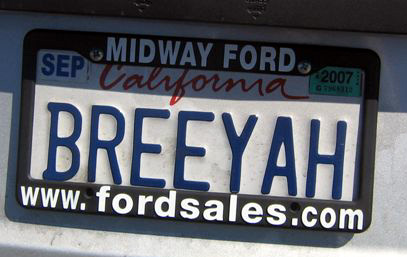 MIDWAY FORD
SEP California 2007
BREEYAH
www.fordsales.com